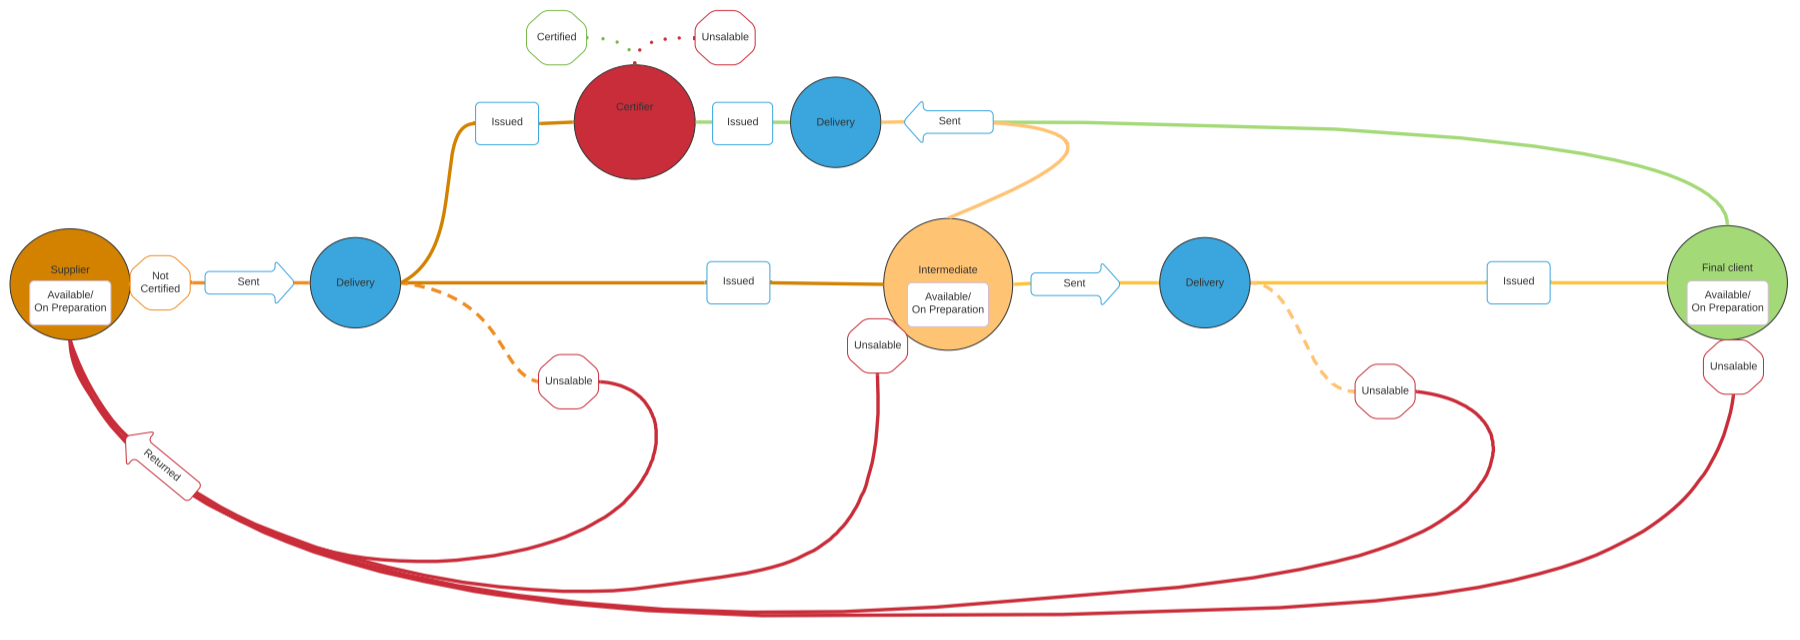 Certified
Unsalable
Certifier
Issued
Issued
Delivery
Sent
Supplier
Available/
On Preparation
Not
Certified
Sent
Delivery
Issued
Intermediate
Available/
On Preparation
Sent
Delivery
Issued
Final client
Available/
On Preparation
Unsalable
Unsalable
Unsalable
Unsalable
Returned